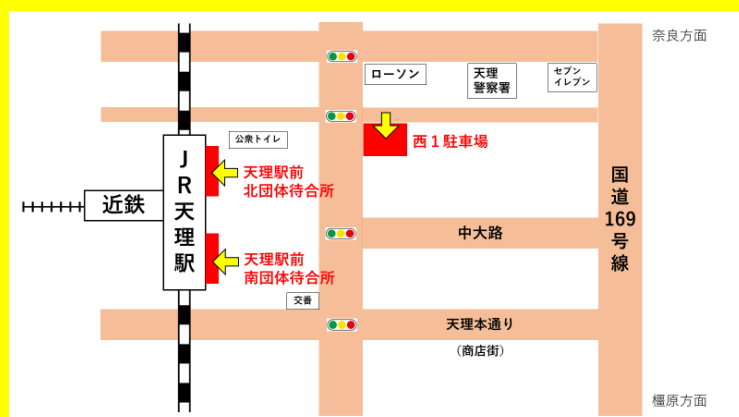 奈良方面
ローソン
天理
警察署
セブン
イレブン
公衆トイレ
西1駐車場
JR天理駅
天理駅前
北団体待合所
近鉄
国道169号線
中大路
天理駅前
南団体待合所
交番
天理本通り
(商店街)
橿原方面